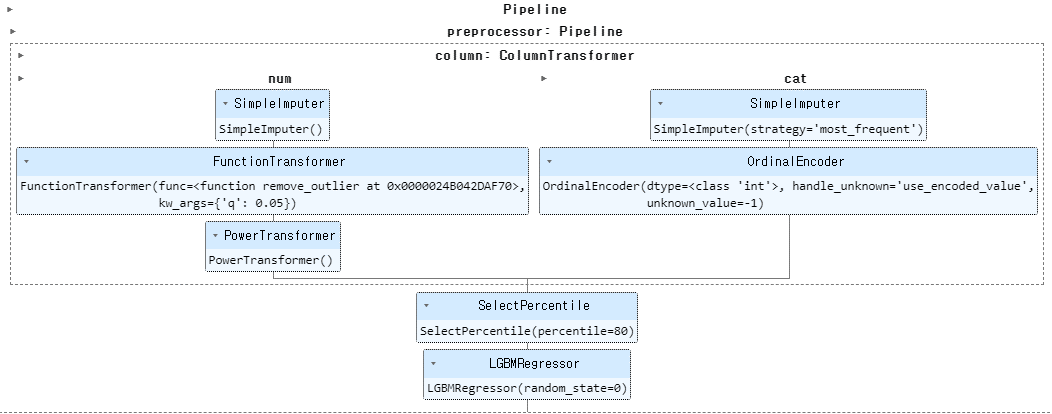 Pipeline
preprocessor: Pipeline
column: ColumnTransformer
num
SimpleImputer
SimpleImputer()
FunctionTransformer
FunctionTransformer(func=<function remove_outlier at 0x0000024B042DAF70>,
kw_args={'q': 0.05})
PowerTransformer
PowerTransformer()
cat
SimpleImputer
SimpleImputer(strategy='most_frequent')
OrdinalEncoder
OrdinalEncoder(dtype=<class 'int'>, handle_unknown='use_encoded_value',
unknown_value=-1)
SelectPercentile
SelectPercentile(percentile=80)
LGBMRegressor
LGBMRegressor(random_state=0)